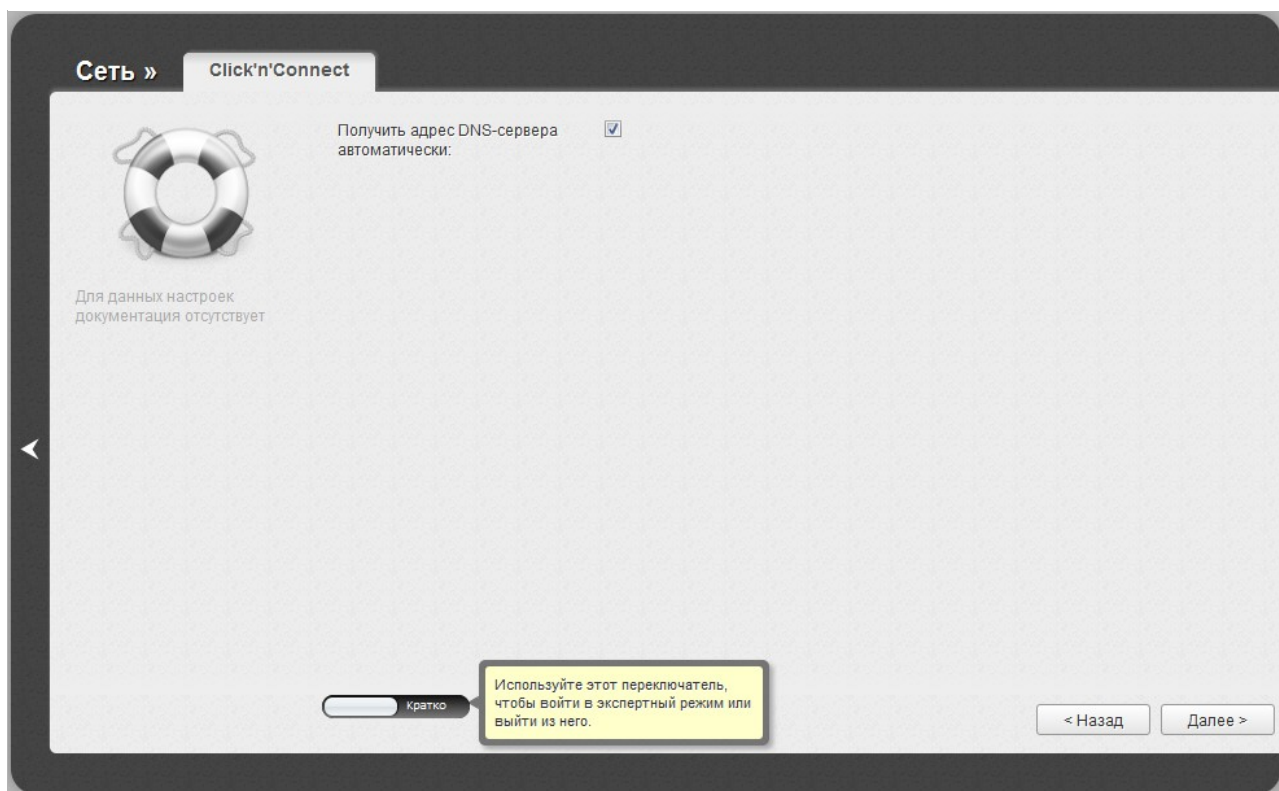 Сеть »
Click'n'Connect
Получить адрес DNS-сервера
автоматически:
Для данных настроек
документация отсутствует
Кратко
Используйте этот переключатель,
чтобы войти в экспертный режим или
выйти из него.
< Назад
Далее >